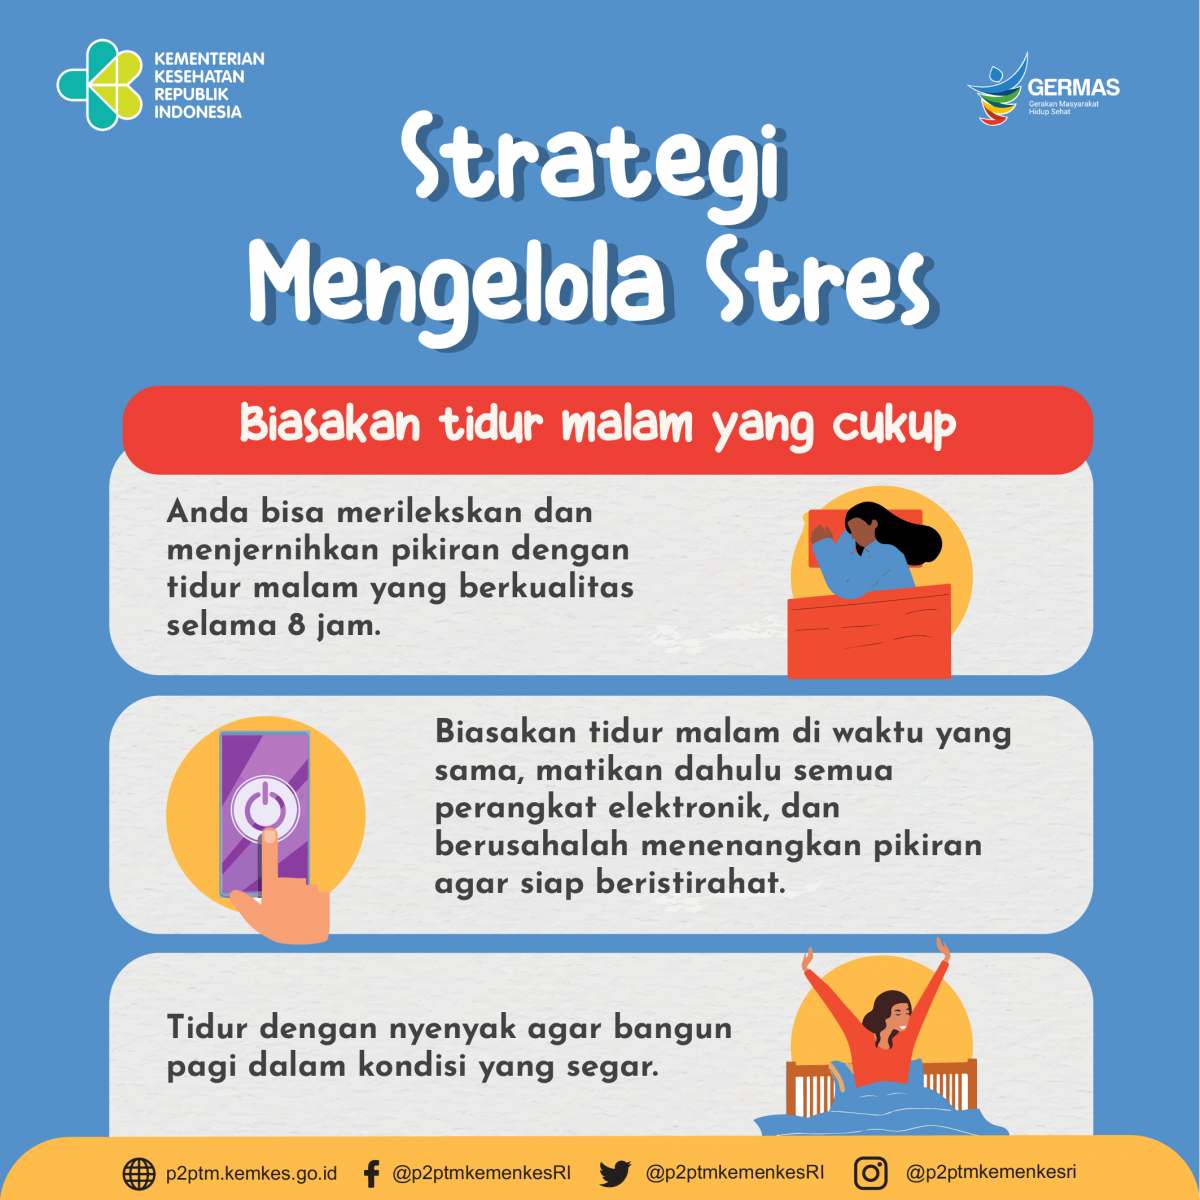 KEMENTERIAN
KESEHATAN
REPUBLIK
INDONESIA
GERMAS
Gerakan Masyarakat
Hidup Sehat
Strategi
Mengelola Stres
Biasakan tidur malam yang cukup
Anda bisa merilekskan dan
menjernihkan pikiran dengan
tidur malam yang berkualitas
selama 8 jam.
Biasakan tidur malam di waktu yang
sama, matikan dahulu semua
perangkat elektronik, dan
berusahalah menenangkan pikiran
agar siap beristirahat.
Tidur dengan nyenyak agar bangun
pagi dalam kondisi yang segar.
p2ptm.kemkes.go.id @p2ptmkemenkesRI @p2ptmkemenkesRI @p2ptmkemenkesri